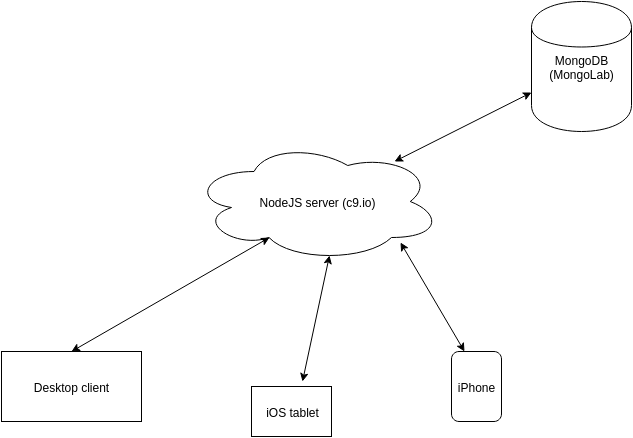 MongoDB
(MongoLab)
NodeJS server (c9.io)
Desktop client
iOS tablet
iPhone